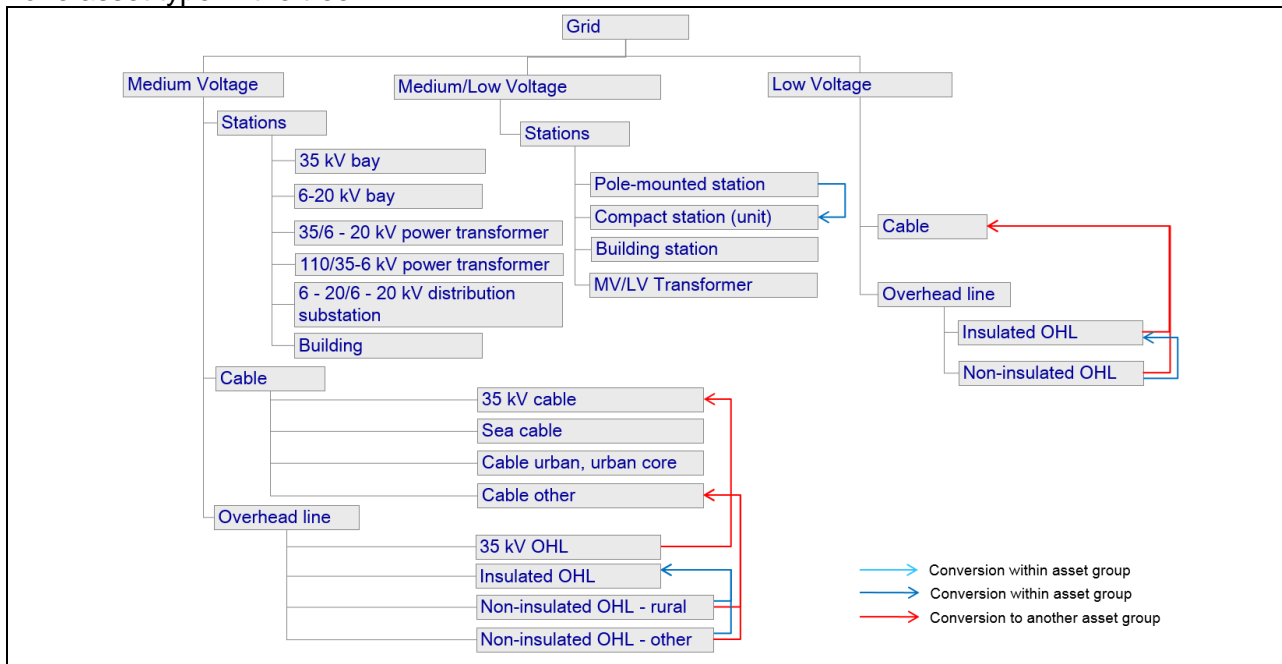 asset type in the tree
Grid
Medium Voltage
Medium/Low Voltage
Low Voltage
Stations
35 kV bay
6-20 kV bay
35/6 - 20 kV power transformer
110/35-6 kV power transformer
6 - 20/6 - 20 kV distribution
substation
Building
Cable
35 kV cable
Sea cable
Cable urban, urban core
Cable other
Overhead line
35 kV OHL
Insulated OHL
Non-insulated OHL - rural
Non-insulated OHL - other
Stations
Pole-mounted station
Compact station (unit)
Building station
MV/LV Transformer
Cable
Overhead line
Insulated OHL
Non-insulated OHL
Conversion within asset group
Conversion within asset group
Conversion to another asset group